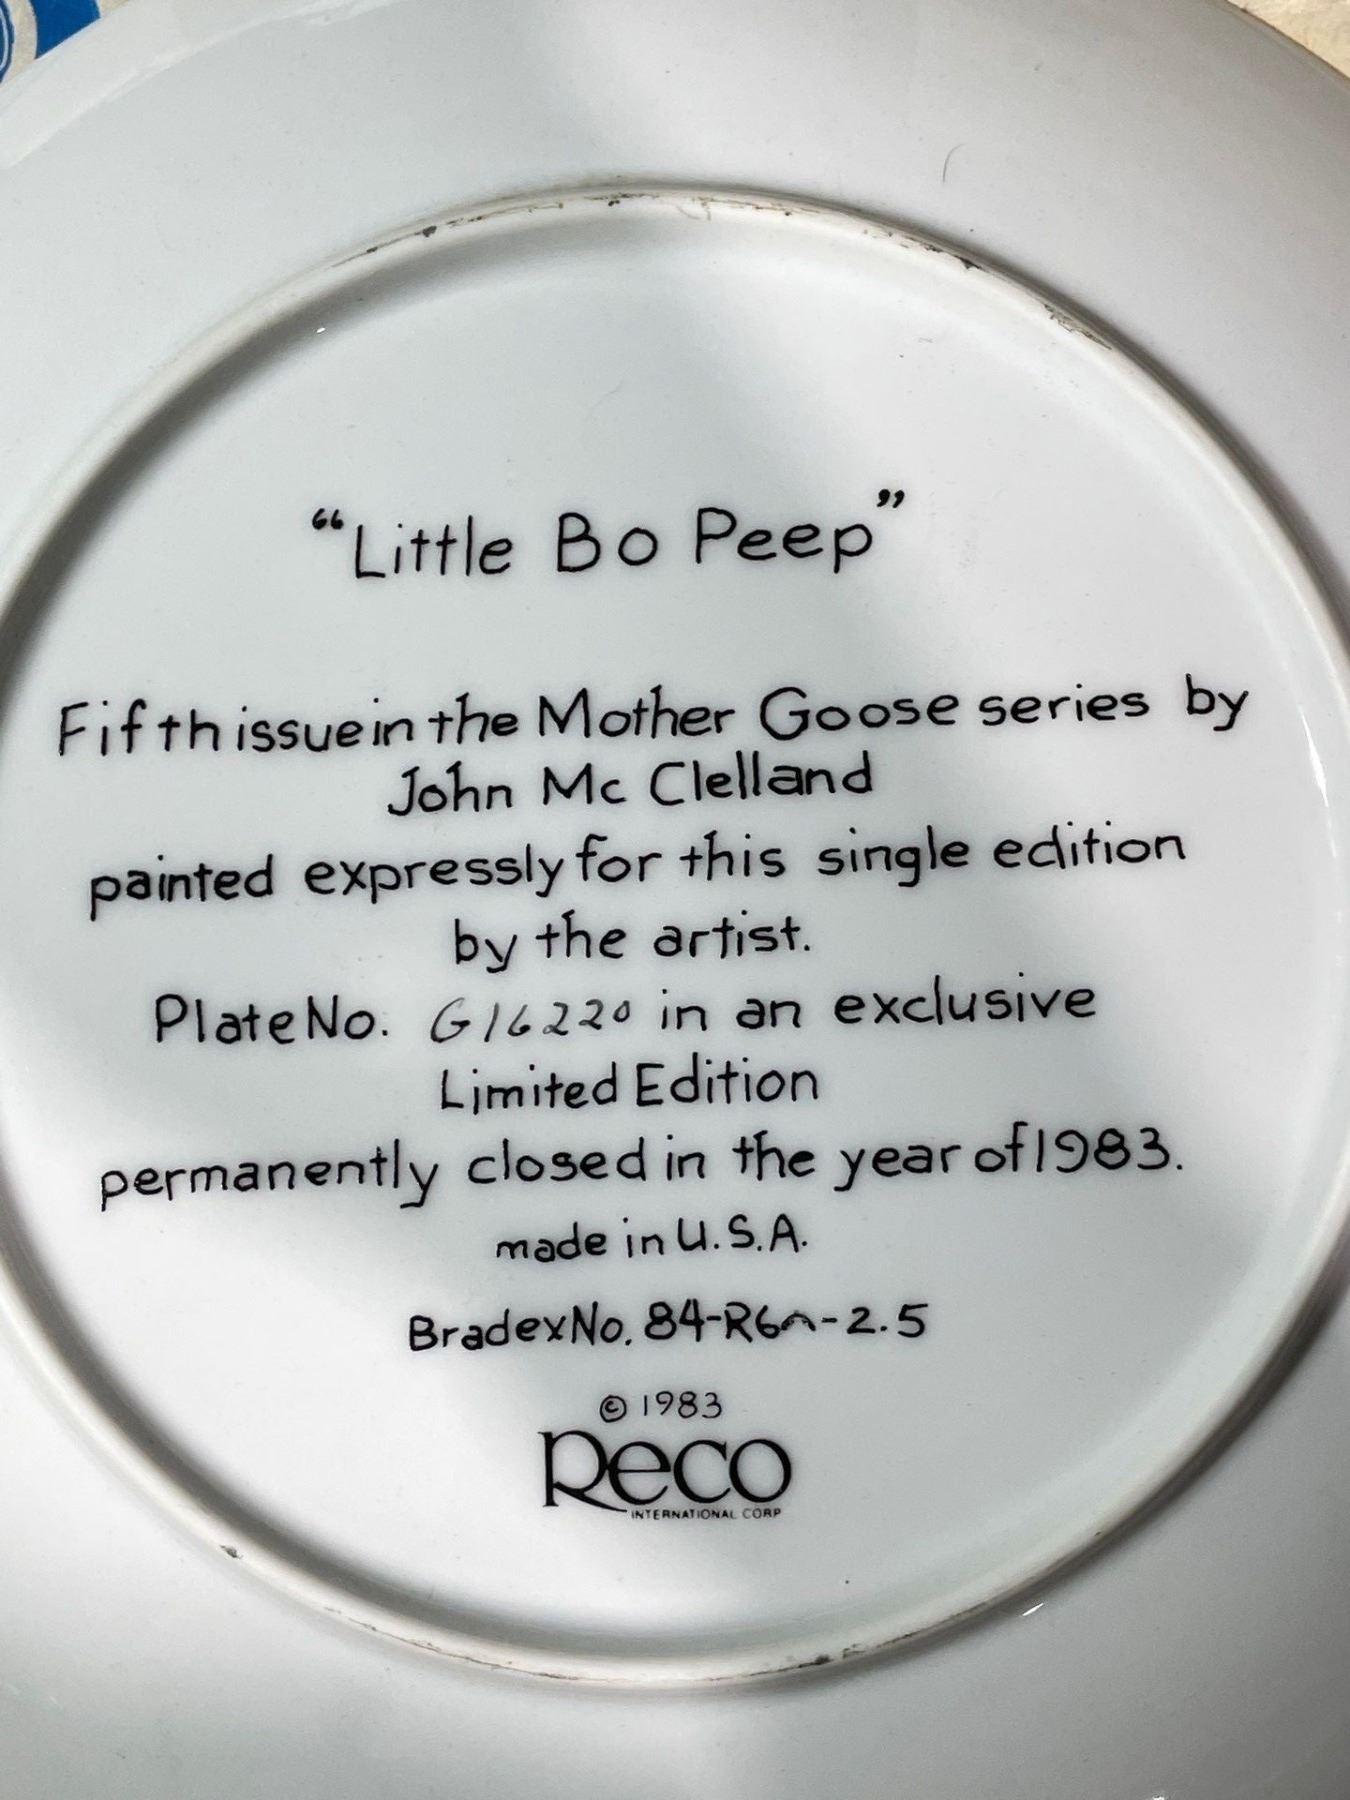 “Little Bo Peep”
Fifth issue in the Mother Goose series by
John Mc Clelland
painted expressly for this single edition
by the artist.
Plate No. G16220 in an exclusive
Limited Edition
permanently closed in the year of 1983.
made in U.S.A.
Bradex No.
© 1983
Reco
INTERNATIONAL CORP